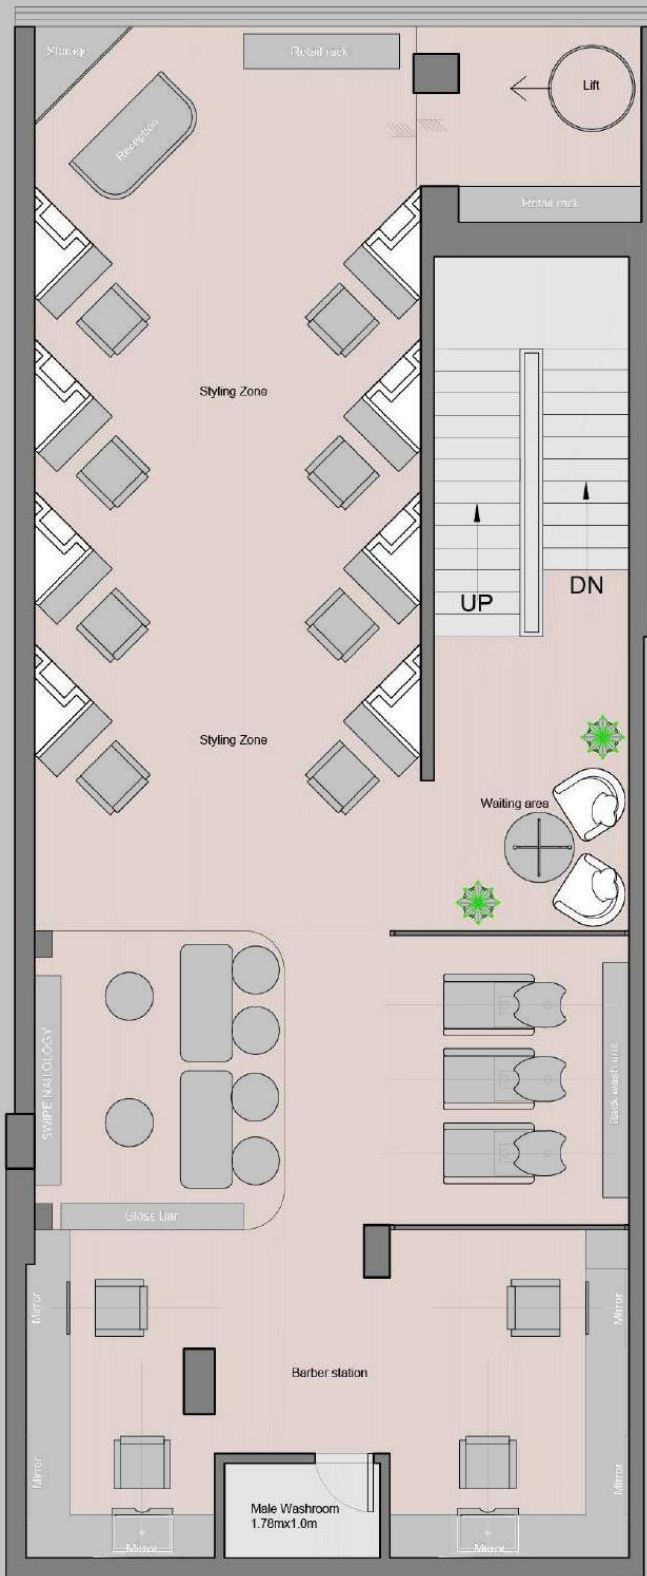 Storage
Retail rack
Lift
Reception
Retail rack
Styling Zone
UP
DN
Styling Zone
Waiting area
SWIPE NAILOLOGY
Back wash unit
Gloss Bar
Mirror
Mirror
Barber station
Mirror
Mirror
Male Washroom
1.78mx1.0m
Mirror
Mirror